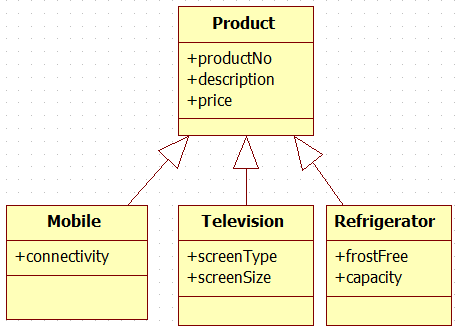 Product
+productNo
+description
+price
Mobile
+connectivity
Television
+screenType
+screenSize
Refrigerator
+frostFree
+capacity